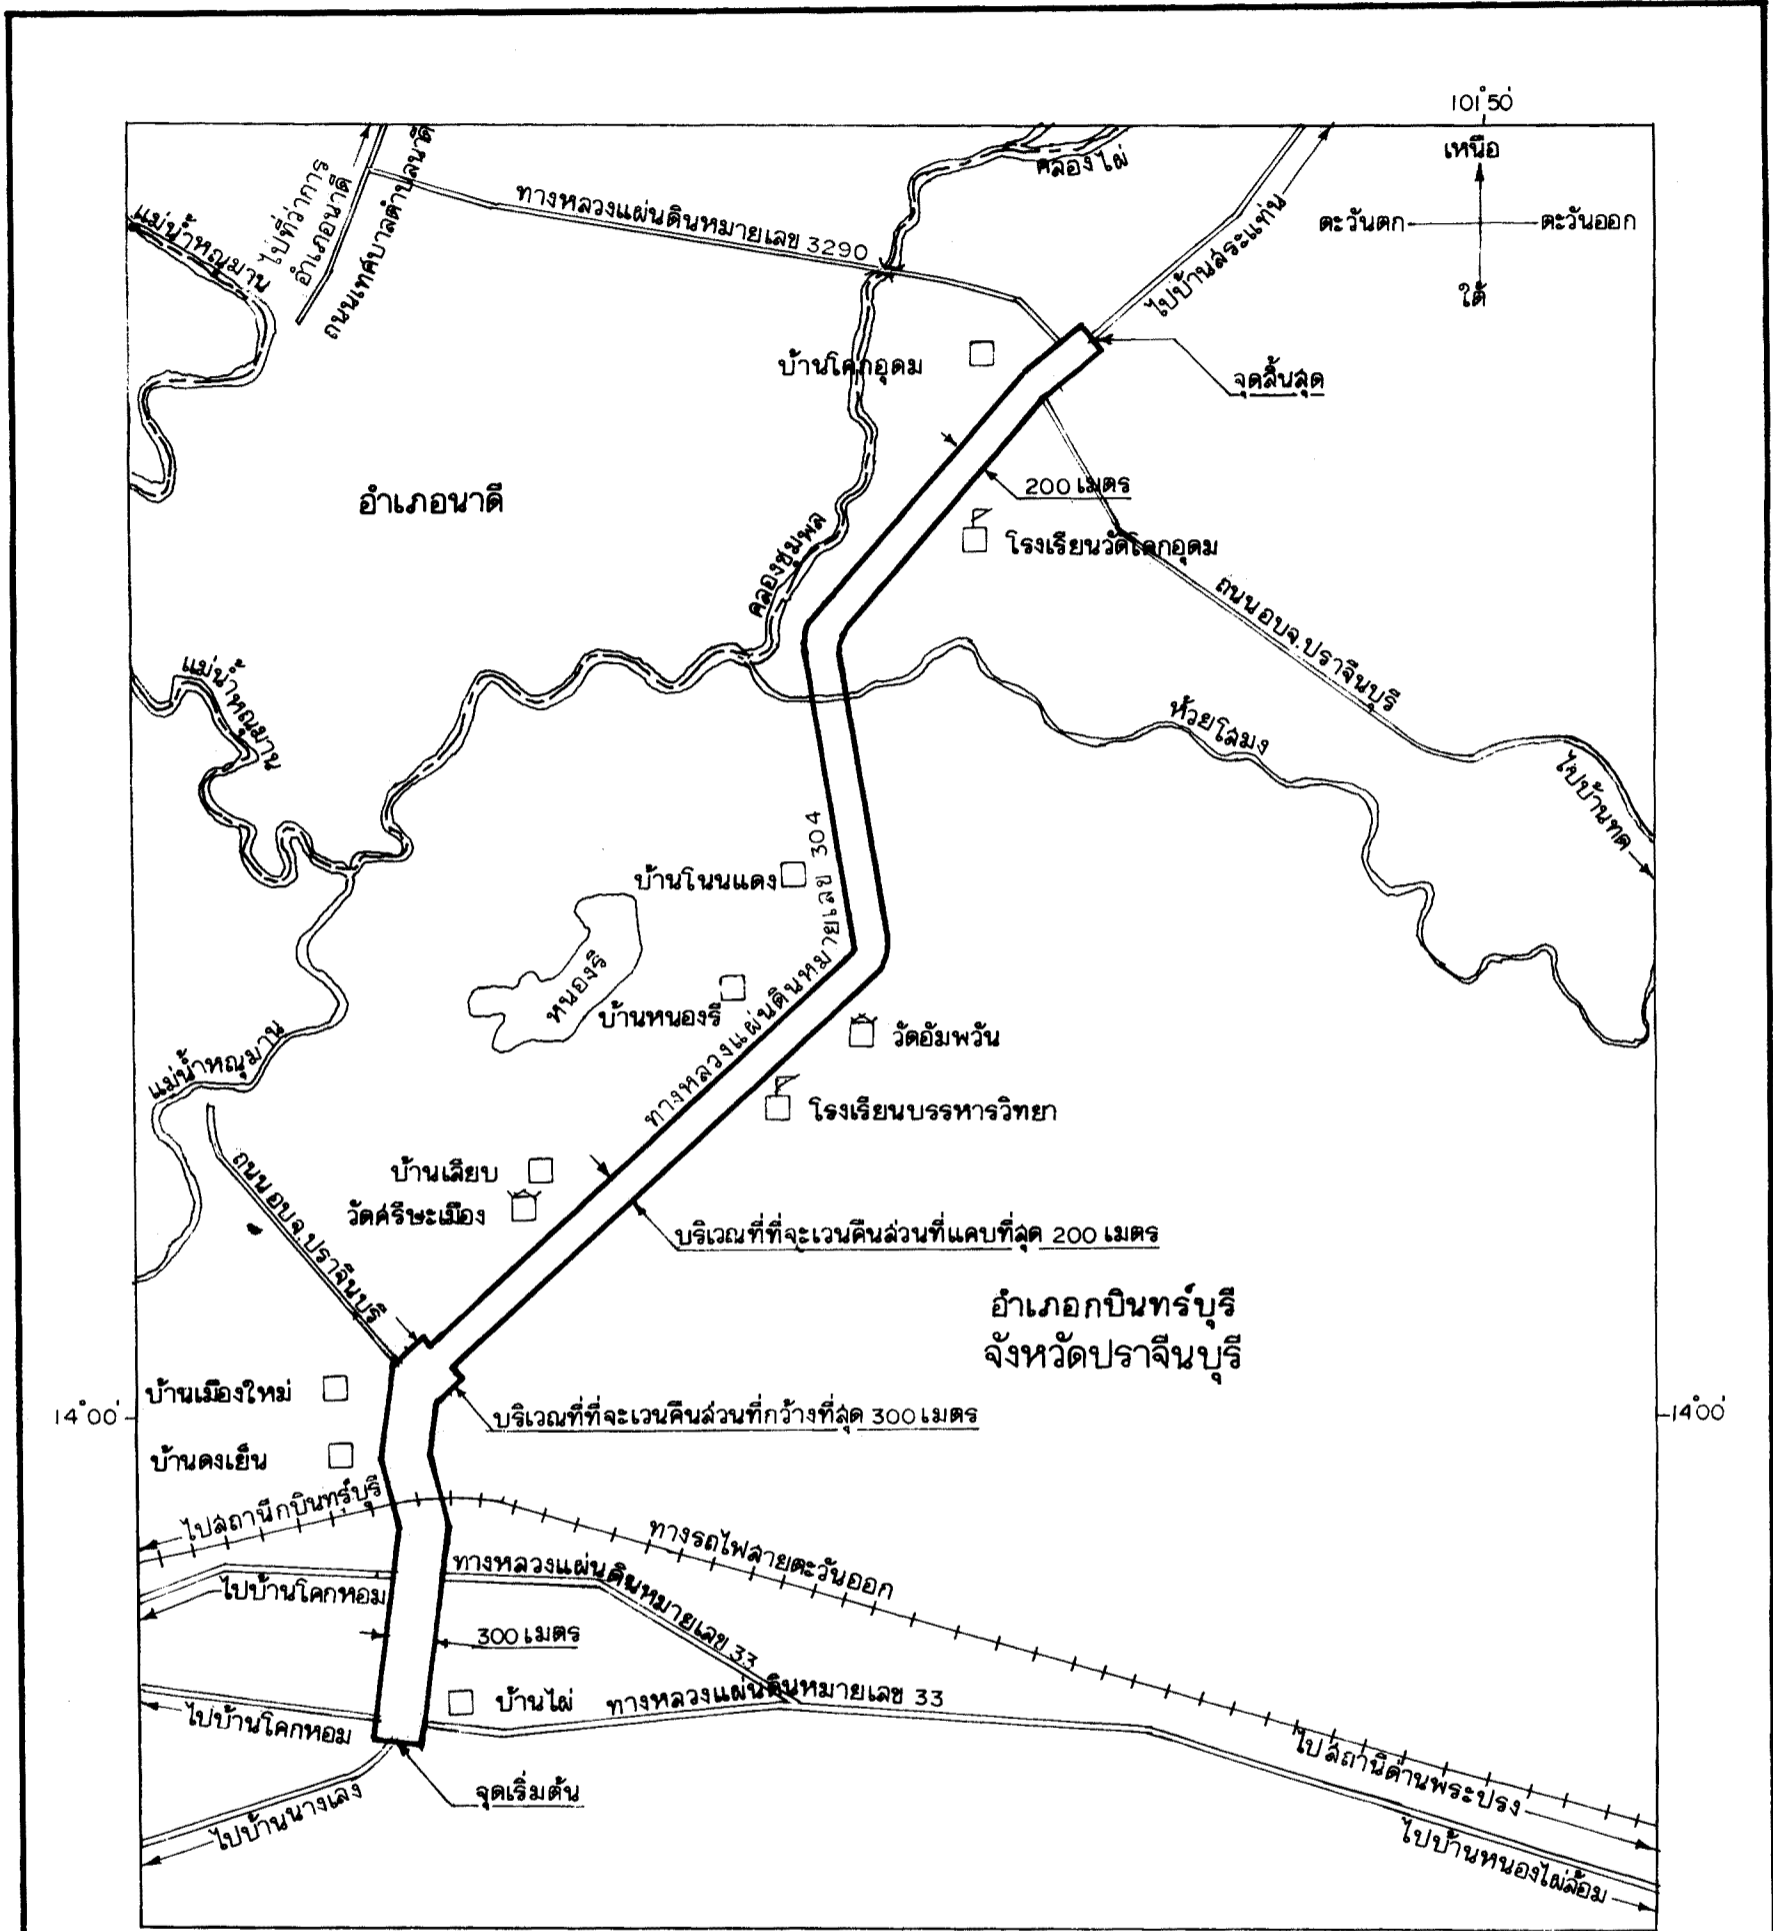 101°50'
เหนือ
ตะวันตก
ตะวันออก
ใต้
คลองไผ่
ไปที่ว่าการ
อำเภอนาดี
ถนนเทศบาลตำบลนาดี
ทางหลวงแผ่นดินหมายเลข 3290
แม่น้ำหณุมาน
ไปบ้านสระแท่น
บ้านโคกอุดม
จุดสิ้นสุด
อำเภอนาดี
200 เมตร
คลองชุมพล
โรงเรียนวัดโคกอุดม
ถนนอบจ.ปราจีนบุรี
แม่น้ำหณุมาน
ห้วยโสมง
ไปบ้านทด
บ้านโนนแดง
ทางหลวงแผ่นดินหมายเลข 304
หนองรี
บ้านหนองรี
วัดอัมพวัน
แม่น้ำหณุมาน
โรงเรียนบรรหารวิทยา
บ้านเลียบ
วัดศรีษะเมือง
ถนนอบจ.ปราจีนบุรี
บริเวณที่ที่จะเวนคืนส่วนที่แคบที่สุด 200 เมตร
อำเภอกบินทร์บุรี
จังหวัดปราจีนบุรี
บ้านเมืองใหม่
14°00'
บริเวณที่ที่จะเวนคืนส่วนที่กว้างที่สุด 300 เมตร
14°00'
บ้านดงเย็น
ไปสถานีกบินทร์บุรี
ทางรถไฟสายตะวันออก
ทางหลวงแผ่นดินหมายเลข 33
ไปบ้านโคกหอม
300 เมตร
บ้านไผ่
ทางหลวงแผ่นดินหมายเลข 33
ไปบ้านโคกหอม
ไปสถานีด่านพระปรง
จุดเริ่มต้น
ไปบ้านนางเลง
ไปบ้านหนองไผ่ล้อม